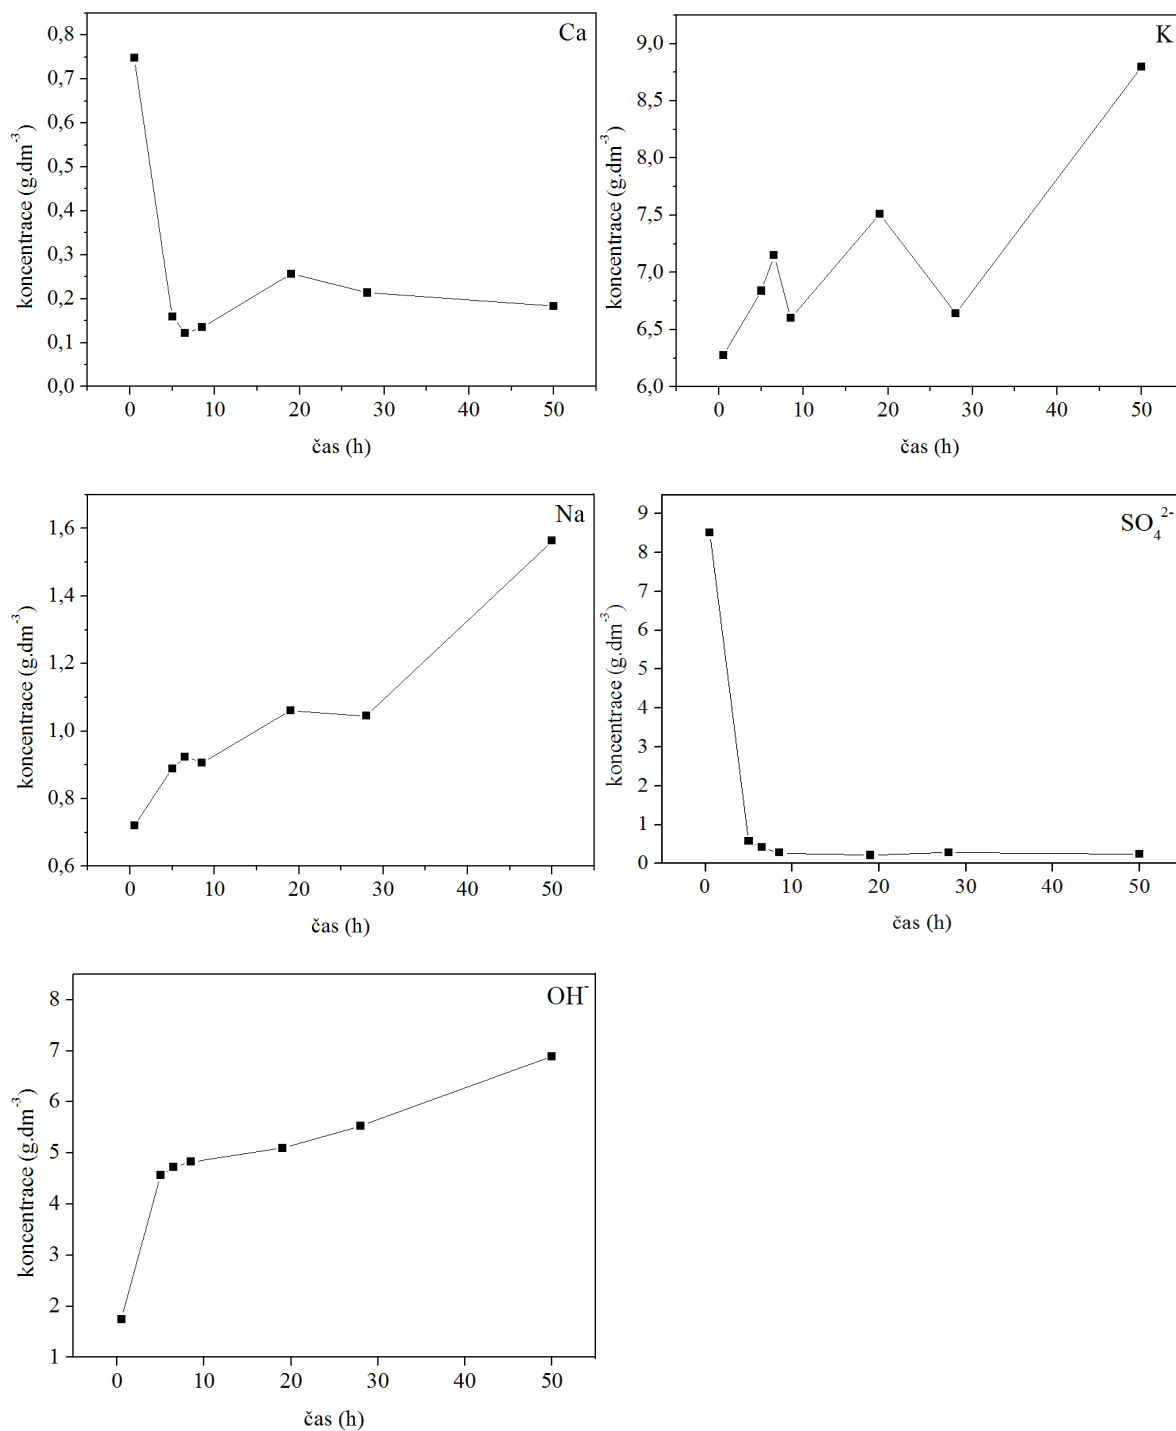 Ca
koncentrace (g.dm⁻³)
0,8
0,7
0,6
0,5
0,4
0,3
0,2
0,1
0,0
0 10 20 30 40 50
čas (h)
K
koncentrace (g.dm⁻³)
9,0
8,5
8,0
7,5
7,0
6,5
6,0
0 10 20 30 40 50
čas (h)
Na
koncentrace (g.dm⁻³)
1,6
1,4
1,2
1,0
0,8
0,6
0 10 20 30 40 50
čas (h)
SO₄²⁻
koncentrace (g.dm⁻³)
9
8
7
6
5
4
3
2
1
0
0 10 20 30 40 50
čas (h)
OH⁻
koncentrace (g.dm⁻³)
8
7
6
5
4
3
2
1
0 10 20 30 40 50
čas (h)